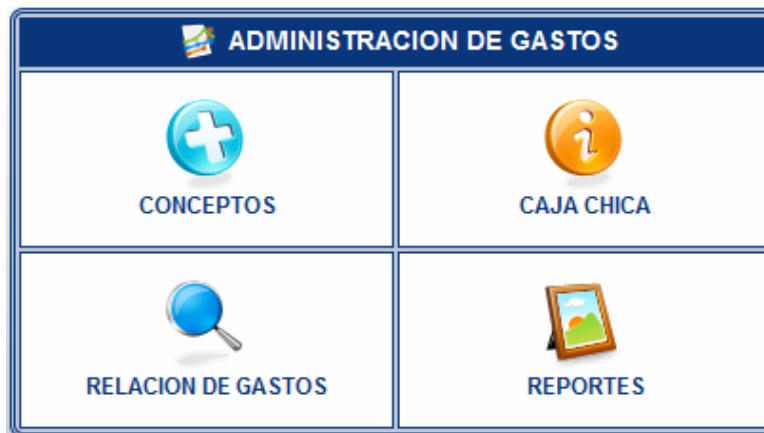 ADMINISTRACION DE GASTOS
CONCEPTOS
CAJA CHICA
RELACION DE GASTOS
REPORTES